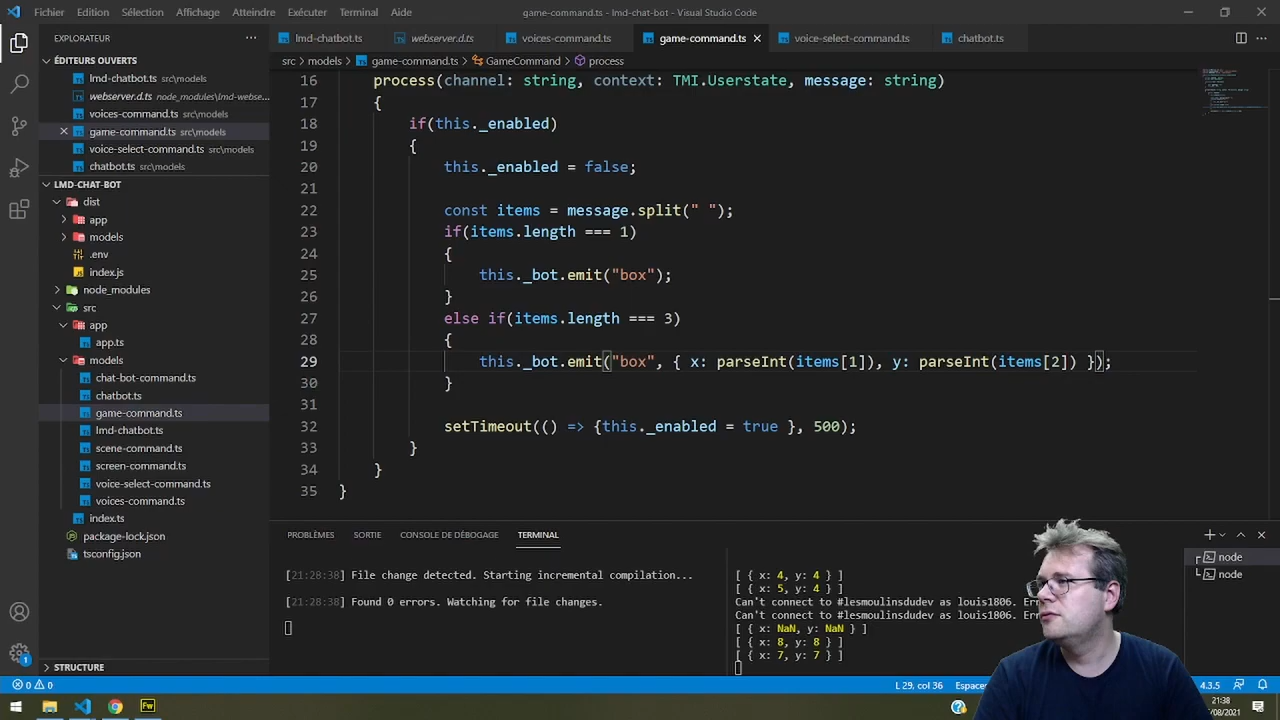 Fichier Edition Sélection Affichage Atteindre Exécuter Terminal Aide game-command.ts - lmd-chat-bot - Visual Studio Code
EXPLORATEUR ···
lmd-chatbot.ts webserver.d.ts voices-command.ts game-command.ts voice-select-command.ts chatbot.ts
ÉDITEURS OUVERTS
src > models > game-command.ts > GameCommand > process
lmd-chatbot.ts src\models
webserver.d.ts node_modules\lmd-webse...
voices-command.ts src\models
game-command.ts src\models
voice-select-command.ts src\models
chatbot.ts src\models
LMD-CHAT-BOT
dist
app
models
.env
index.js
node_modules
src
app
app.ts
models
chat-bot-command.ts
chatbot.ts
game-command.ts
lmd-chatbot.ts
scene-command.ts
screen-command.ts
voice-select-command.ts
voices-command.ts
index.ts
package-lock.json
tsconfig.json
STRUCTURE
16 process(channel: string, context: TMI.Userstate, message: string)
17 {
18 if(this._enabled)
19 {
20 this._enabled = false;
21
22 const items = message.split(" ");
23 if(items.length === 1)
24 {
25 this._bot.emit("box");
26 }
27 else if(items.length === 3)
28 {
29 this._bot.emit("box", { x: parseInt(items[1]), y: parseInt(items[2]) });
30 }
31
32 setTimeout(() => {this._enabled = true }, 500);
33 }
34 }
35 }
PROBLÈMES SORTIE CONSOLE DE DÉBOGAGE TERMINAL
[21:28:38] File change detected. Starting incremental compilation...
[21:28:38] Found 0 errors. Watching for file changes.
[ { x: 4, y: 4 } ]
[ { x: 5, y: 4 } ]
Can't connect to #lesmoulinsdudev as louis1806.
Can't connect to #lesmoulinsdudev as louis1806.
[ { x: NaN, y: NaN } ]
[ { x: 8, y: 8 } ]
[ { x: 7, y: 7 } ]
node
node
0 0 L 29, col 36 4.3.5
Fw 21:38
/08/2021